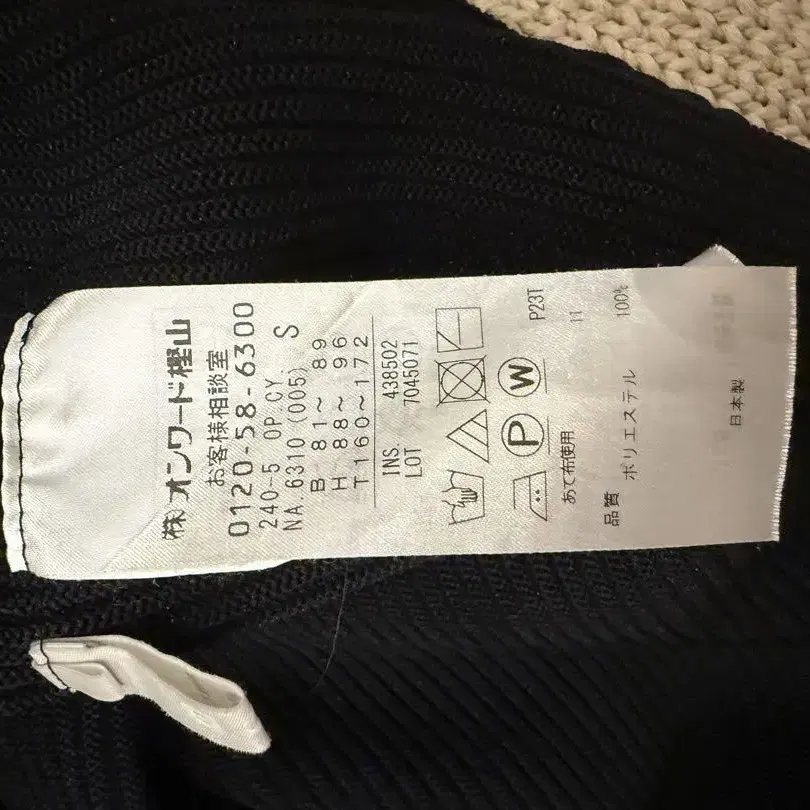 ㈱オンワード樫山
お客様相談室
0120-58-6300
240-5 OP CY.
NA.6310 (005) S
B 81～ 89
H 88～ 96
T160～172
INS. 438502
LOT 7045071
P W
あて布使用
P23T
11
品質 ポリエステル 100%
日本製